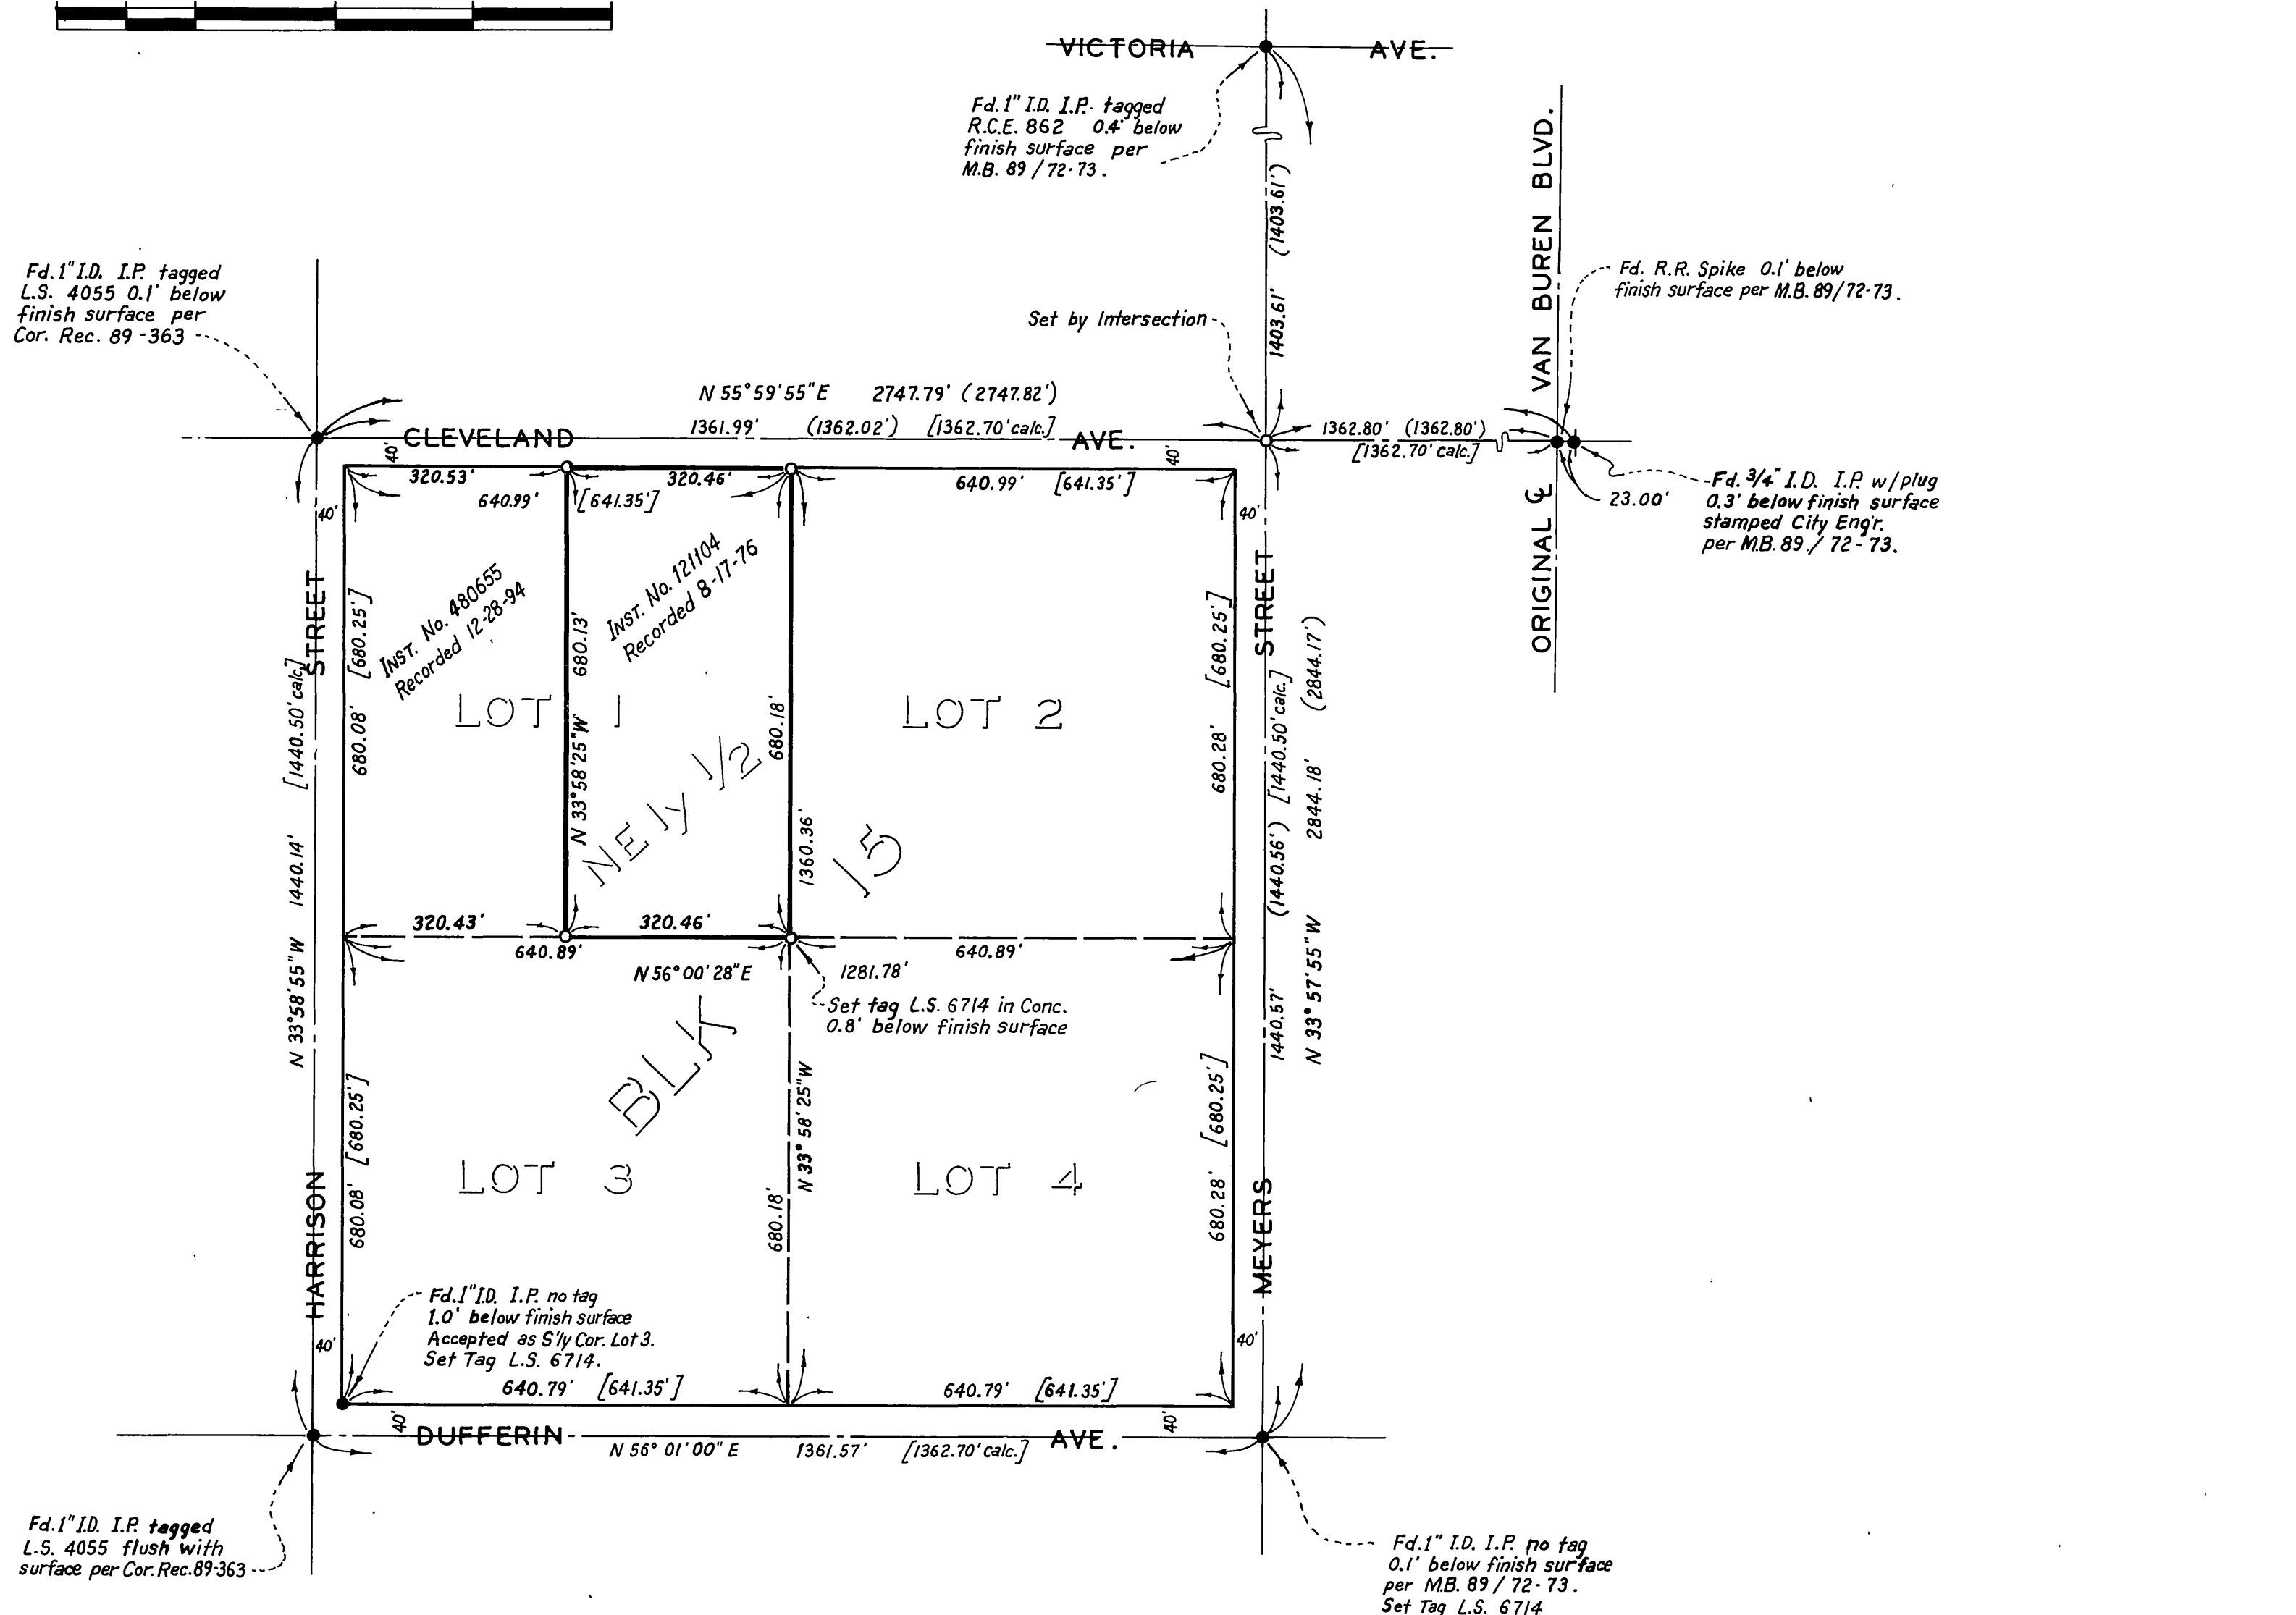 VICTORIA AVE.
Fd. 1" I.D. I.P. tagged
R.C.E. 862 0.4' below
finish surface per
M.B. 89 / 72-73.
(1403.61')
1403.61'
ORIGINAL ℄ VAN BUREN BLVD.
Fd. R.R. Spike 0.1' below
finish surface per M.B. 89/72-73.
Fd. 1" I.D. I.P. tagged
L.S. 4055 0.1' below
finish surface per
Cor. Rec. 89-363
Set by Intersection
N 55°59'55" E 2747.79' (2747.82')
1361.99' (1362.02') [1362.70' calc.]
1362.80' (1362.80')
[1362.70' calc.]
CLEVELAND AVE.
40'
40'
Fd. 3/4" I.D. I.P. w/plug
0.3' below finish surface
stamped City Eng'r.
per M.B. 89 / 72-73.
23.00'
320.53'
320.46'
640.99' [641.35']
640.99' [641.35']
40'
40'
Inst. No. 480655
Recorded 12-28-94
Inst. No. 121104
Recorded 8-17-76
HARRISON STREET
N 33°58'55" W 1440.14' [1440.50' calc.]
680.08' [680.25']
680.13'
N 33°58'25" W
680.18'
1360.36'
680.28' [680.25']
MEYERS STREET
1440.57' (1440.56') [1440.50' calc.]
N 33°57'55" W 2844.18' (2844.17')
LOT 1
LOT 2
NEly 1/2
BLK 15
320.43'
320.46'
640.89'
640.89'
N 56°00'28" E 1281.78'
Set tag L.S. 6714 in Conc.
0.8' below finish surface
680.08' [680.25']
680.18'
N 33°58'25" W
680.28' [680.25']
LOT 3
LOT 4
Fd. 1" I.D. I.P. no tag
1.0' below finish surface
Accepted as S'ly Cor. Lot 3.
Set Tag L.S. 6714.
40'
40'
640.79' [641.35']
640.79' [641.35']
40'
40'
DUFFERIN AVE.
N 56° 01' 00" E 1361.57' [1362.70' calc.]
Fd. 1" I.D. I.P. tagged
L.S. 4055 flush with
surface per Cor. Rec. 89-363
Fd. 1" I.D. I.P. no tag
0.1' below finish surface
per M.B. 89 / 72-73.
Set Tag L.S. 6714